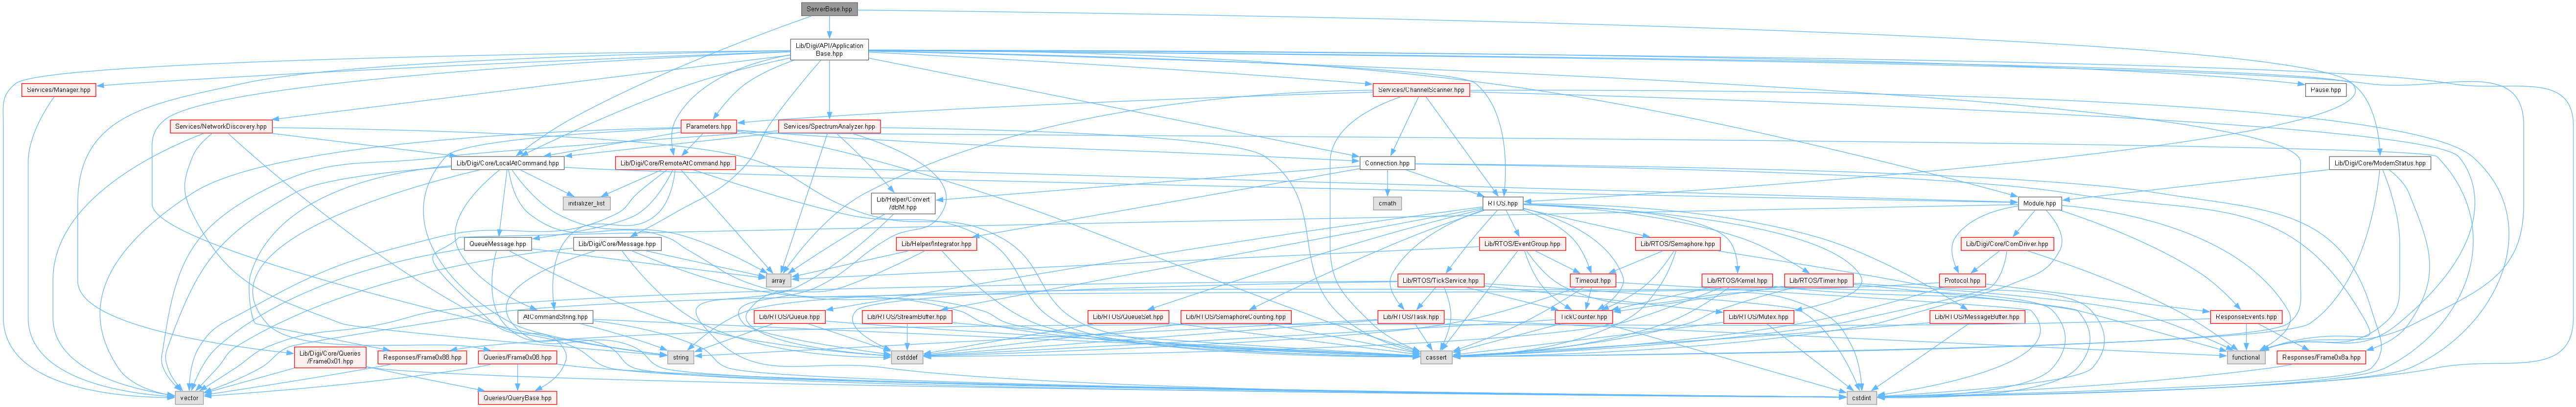 ServerBase.hpp
Lib/Digi/API/Application
Base.hpp
Services/Manager.hpp
Services/ChannelScanner.hpp
Pause.hpp
Services/NetworkDiscovery.hpp
Parameters.hpp
Services/SpectrumAnalyzer.hpp
Lib/Digi/Core/LocalAtCommand.hpp
Lib/Digi/Core/RemoteAtCommand.hpp
Connection.hpp
Lib/Digi/Core/ModemStatus.hpp
initializer_list
Lib/Helper/Convert
/dBM.hpp
cmath
RTOS.hpp
Module.hpp
QueueMessage.hpp
Lib/Digi/Core/Message.hpp
Lib/Helper/Integrator.hpp
Lib/RTOS/EventGroup.hpp
Lib/RTOS/Semaphore.hpp
Lib/Digi/Core/ComDriver.hpp
array
Lib/RTOS/TickService.hpp
Timeout.hpp
Lib/RTOS/Kernel.hpp
Lib/RTOS/Timer.hpp
Protocol.hpp
AtCommandString.hpp
Lib/RTOS/Queue.hpp
Lib/RTOS/StreamBuffer.hpp
Lib/RTOS/QueueSet.hpp
Lib/RTOS/SemaphoreCounting.hpp
Lib/RTOS/Task.hpp
TickCounter.hpp
Lib/RTOS/Mutex.hpp
Lib/RTOS/MessageBuffer.hpp
ResponseEvents.hpp
Lib/Digi/Core/Queries
/Frame0x01.hpp
Responses/Frame0x88.hpp
Queries/Frame0x08.hpp
string
cstddef
cassert
functional
Responses/Frame0x8a.hpp
vector
Queries/QueryBase.hpp
cstdint